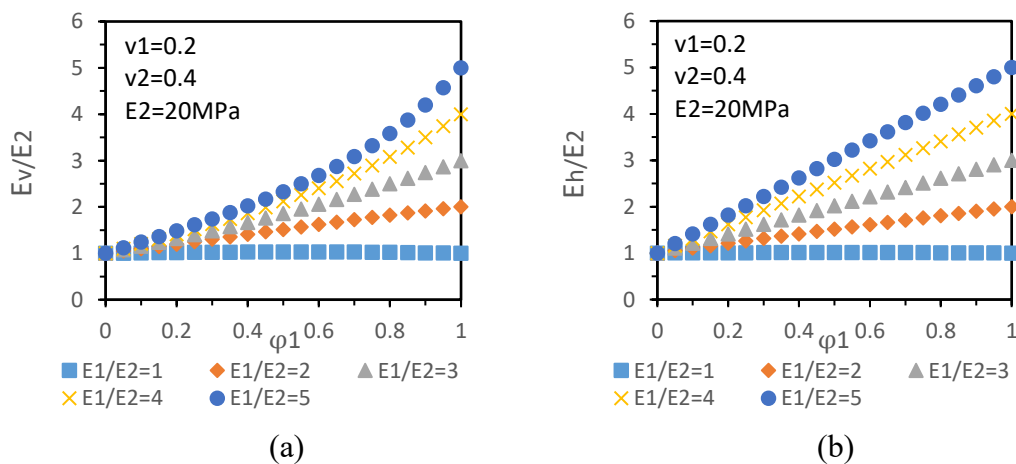 6
5
4
3
2
1
0
Ev/E2
v1=0.2
v2=0.4
E2=20MPa
0 0.2 0.4 0.6 0.8 1
φ1
E1/E2=1 E1/E2=2 E1/E2=3
E1/E2=4 E1/E2=5
(a)
6
5
4
3
2
1
0
Eh/E2
v1=0.2
v2=0.4
E2=20MPa
0 0.2 0.4 0.6 0.8 1
φ1
E1/E2=1 E1/E2=2 E1/E2=3
E1/E2=4 E1/E2=5
(b)